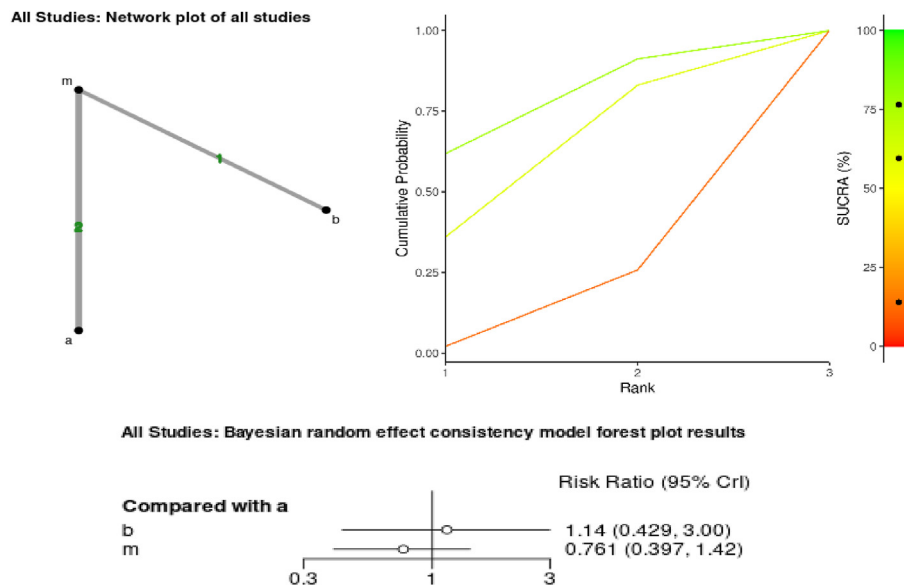 All Studies: Network plot of all studies
m
1
b
2
a
Cumulative Probability
1.00
0.75
0.50
0.25
0.00
1
2
3
Rank
SUCRA (%)
100
75
50
25
0
All Studies: Bayesian random effect consistency model forest plot results
Risk Ratio (95% CrI)
Compared with a
b 1.14 (0.429, 3.00)
m 0.761 (0.397, 1.42)
0.3 1 3